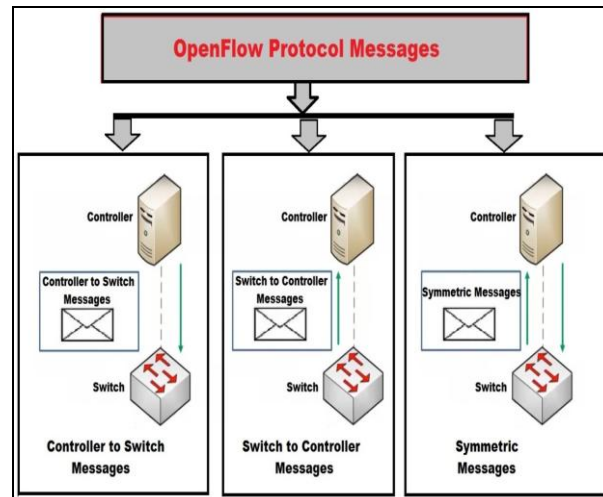 OpenFlow Protocol Messages
Controller
Controller to Switch
Messages
Switch
Controller to Switch
Messages
Controller
Switch to Controller
Messages
Switch
Switch to Controller
Messages
Controller
Symmetric Messages
Switch
Symmetric
Messages